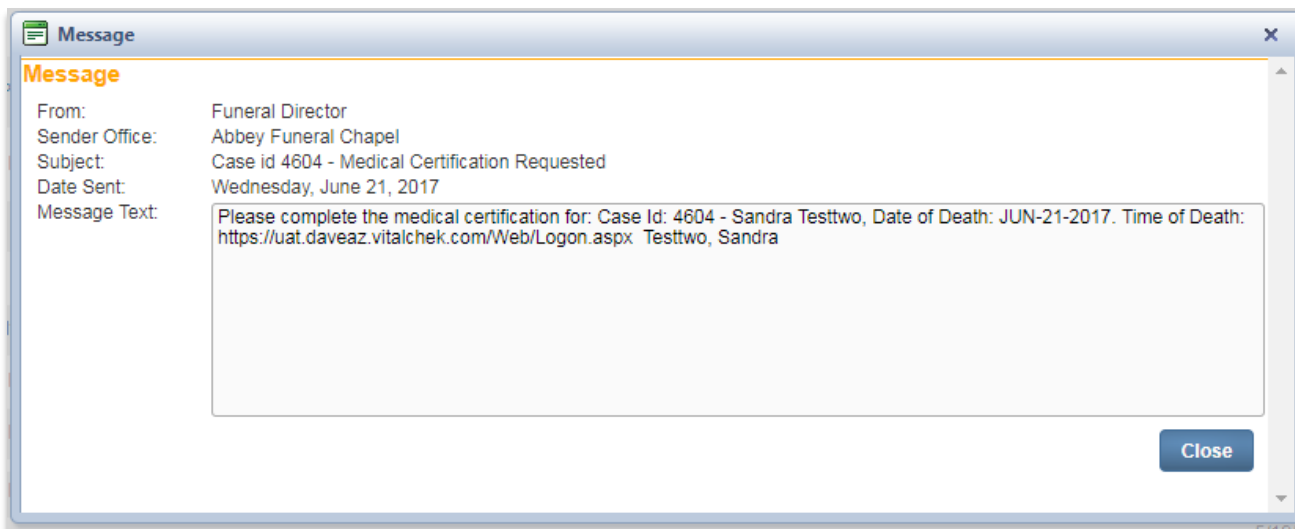 Message
Message
From: Funeral Director
Sender Office: Abbey Funeral Chapel
Subject: Case id 4604 - Medical Certification Requested
Date Sent: Wednesday, June 21, 2017
Message Text: Please complete the medical certification for: Case Id: 4604 - Sandra Testtwo, Date of Death: JUN-21-2017. Time of Death:
https://uat.daveaz.vitalchek.com/Web/Logon.aspx Testtwo, Sandra
Close